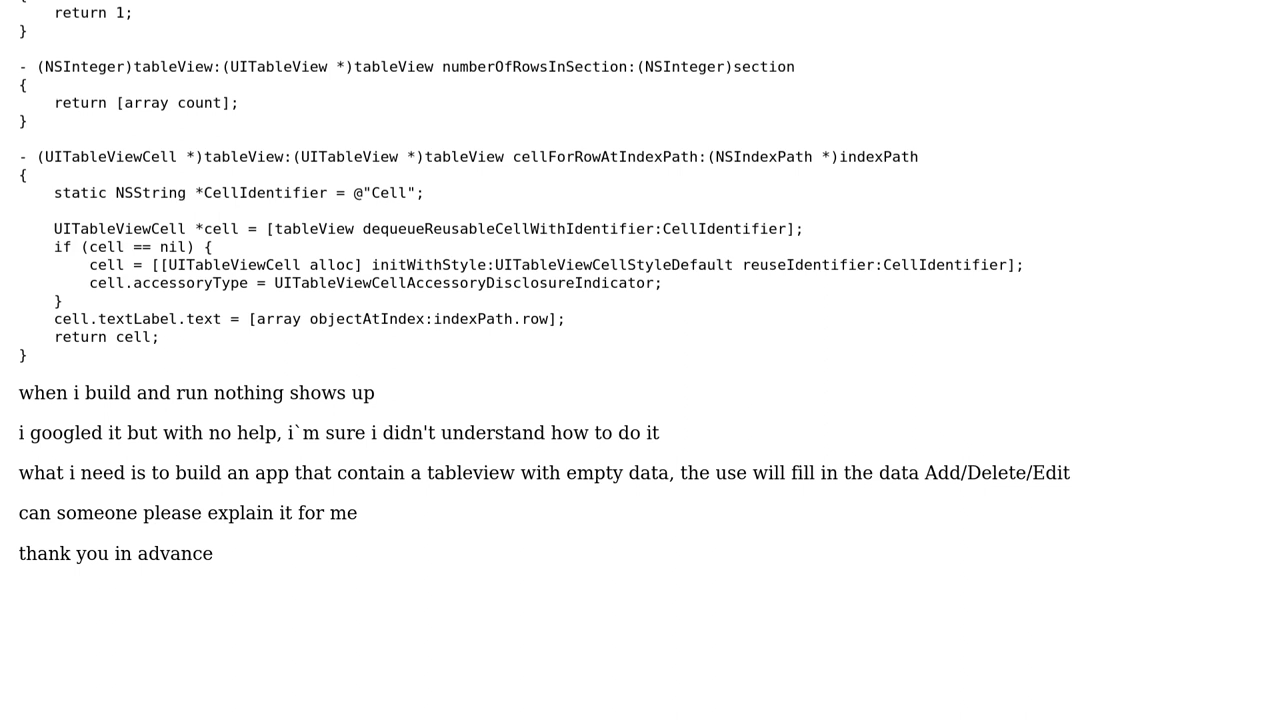 {
    return 1;
}
- (NSInteger)tableView:(UITableView *)tableView numberOfRowsInSection:(NSInteger)section
{
    return [array count];
}
- (UITableViewCell *)tableView:(UITableView *)tableView cellForRowAtIndexPath:(NSIndexPath *)indexPath
{
    static NSString *CellIdentifier = @"Cell";
    UITableViewCell *cell = [tableView dequeueReusableCellWithIdentifier:CellIdentifier];
    if (cell == nil) {
        cell = [[UITableViewCell alloc] initWithStyle:UITableViewCellStyleDefault reuseIdentifier:CellIdentifier];
        cell.accessoryType = UITableViewCellAccessoryDisclosureIndicator;
    }
    cell.textLabel.text = [array objectAtIndex:indexPath.row];
    return cell;
}
when i build and run nothing shows up
i googled it but with no help, i`m sure i didn't understand how to do it
what i need is to build an app that contain a tableview with empty data, the use will fill in the data Add/Delete/Edit
can someone please explain it for me
thank you in advance